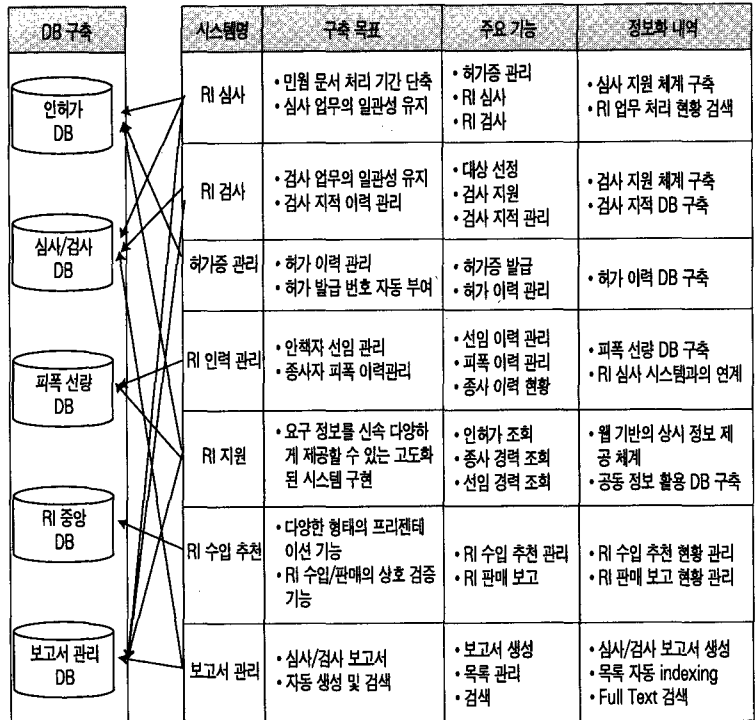 DB 구축
시스템명
구축 목표
주요 기능
정보화 내역
인허가
DB
심사/검사
DB
피폭 선량
DB
RI 중앙
DB
보고서 관리
DB
RI 심사
• 민원 문서 처리 기간 단축
• 심사 업무의 일관성 유지
• 허가증 관리
• RI 심사
• RI 검사
• 심사 지원 체계 구축
• RI 업무 처리 현황 검색
RI 검사
• 검사 업무의 일관성 유지
• 검사 지적 이력 관리
• 대상 선정
• 검사 지원
• 검사 지적 관리
• 검사 지원 체계 구축
• 검사 지적 DB 구축
허가증 관리
• 허가 이력 관리
• 허가 발급 번호 자동 부여
• 허가증 발급
• 허가 이력 관리
• 허가 이력 DB 구축
RI 인력 관리
• 안책자 선임 관리
• 종사자 피폭 이력관리
• 선임 이력 관리
• 피폭 이력 관리
• 종사 이력 현황
• 피폭 선량 DB 구축
• RI 심사 시스템과의 연계
RI 지원
• 요구 정보를 신속 다양하
게 제공할 수 있는 고도화
된 시스템 구현
• 인허가 조회
• 종사 경력 조회
• 선임 경력 조회
• 웹 기반의 상시 정보 제
공 체계
• 공동 정보 활용 DB 구축
RI 수입 추천
• 다양한 형태의 프리젠테
이션 기능
• RI 수입/판매의 상호 검증
기능
• RI 수입 추천 관리
• RI 판매 보고
• RI 수입 추천 현황 관리
• RI 판매 보고 현황 관리
보고서 관리
• 심사/검사 보고서
• 자동 생성 및 검색
• 보고서 생성
• 목록 관리
• 검색
• 심사/검사 보고서 생성
• 목록 자동 indexing
• Full Text 검색